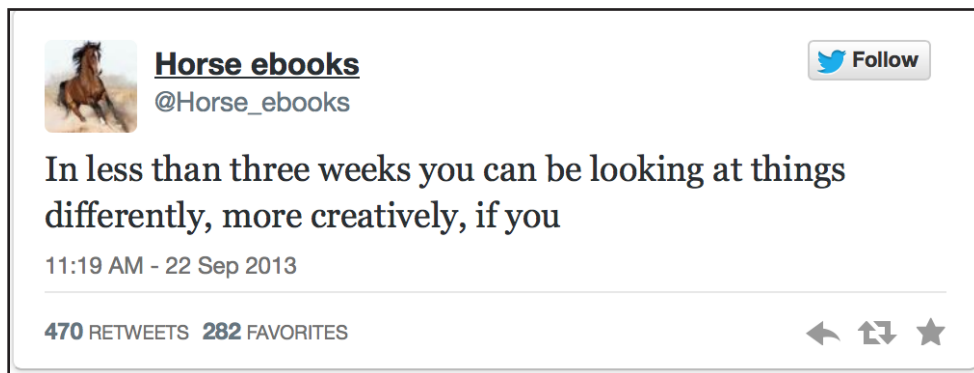 Horse ebooks
Follow
@Horse_ebooks
In less than three weeks you can be looking at things
differently, more creatively, if you
11:19 AM - 22 Sep 2013
470 RETWEETS 282 FAVORITES